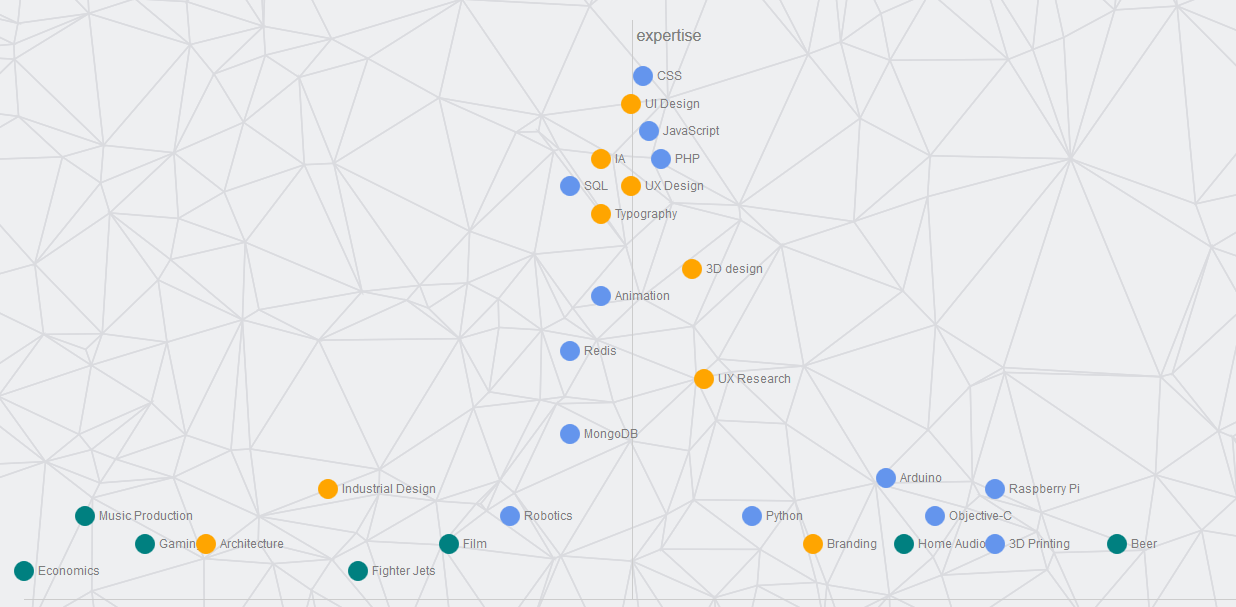 expertise
CSS
UI Design
JavaScript
IA
PHP
SQL
UX Design
Typography
3D design
Animation
Redis
UX Research
MongoDB
Arduino
Industrial Design
Raspberry Pi
Music Production
Robotics
Python
Objective-C
Gamin
Architecture
Film
Branding
Home Audio
3D Printing
Beer
Economics
Fighter Jets